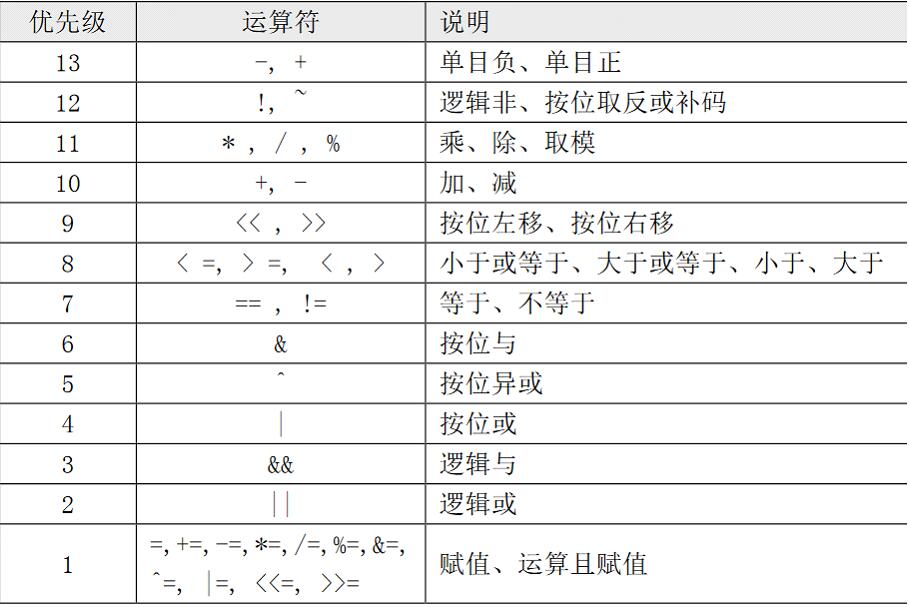 优先级 运算符 说明
13 -, + 单目负、单目正
12 !, ~ 逻辑非、按位取反或补码
11 * , / , % 乘、除、取模
10 +, - 加、减
9 << , >> 按位左移、按位右移
8 < =, > =, < , > 小于或等于、大于或等于、小于、大于
7 == , != 等于、不等于
6 & 按位与
5 ^ 按位异或
4 | 按位或
3 && 逻辑与
2 || 逻辑或
1 =,+=,-=,*=,/=,%=,&=, 赋值、运算且赋值
^=, |=, <<=, >>=